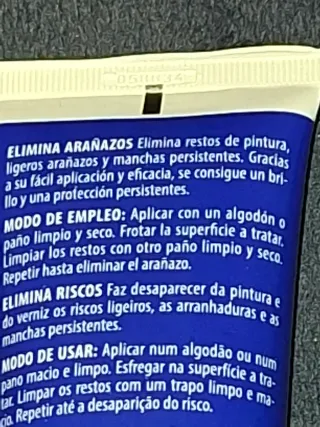 ELIMINA ARAÑAZOS Elimina restos de pintura,
ligeros arañazos y manchas persistentes. Gracias
a su fácil aplicación y eficacia, se consigue un bri-
llo y una protección persistentes.
MODO DE EMPLEO: Aplicar con un algodón o
paño limpio y seco. Frotar la superficie a tratar.
Limpiar los restos con otro paño limpio y seco.
Repetir hasta eliminar el arañazo.
ELIMINA RISCOS Faz desaparecer da pintura e
do verniz os riscos ligeiros, as arranhaduras e as
manchas persistentes.
MODO DE USAR: Aplicar num algodão ou num
pano macio e limpo. Esfregar na superfície a tra-
tar. Limpar os restos com um trapo limpo e ma-
cio. Repetir até a desaparição do risco.